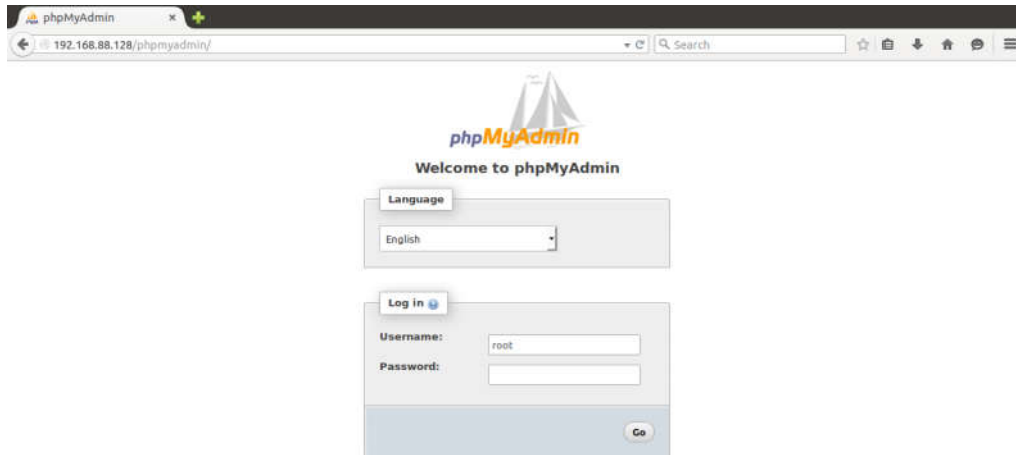 phpMyAdmin
192.168.88.128/phpmyadmin/
Search
phpMyAdmin
Welcome to phpMyAdmin
Language
English
Log in
Username:
root
Password:
Go